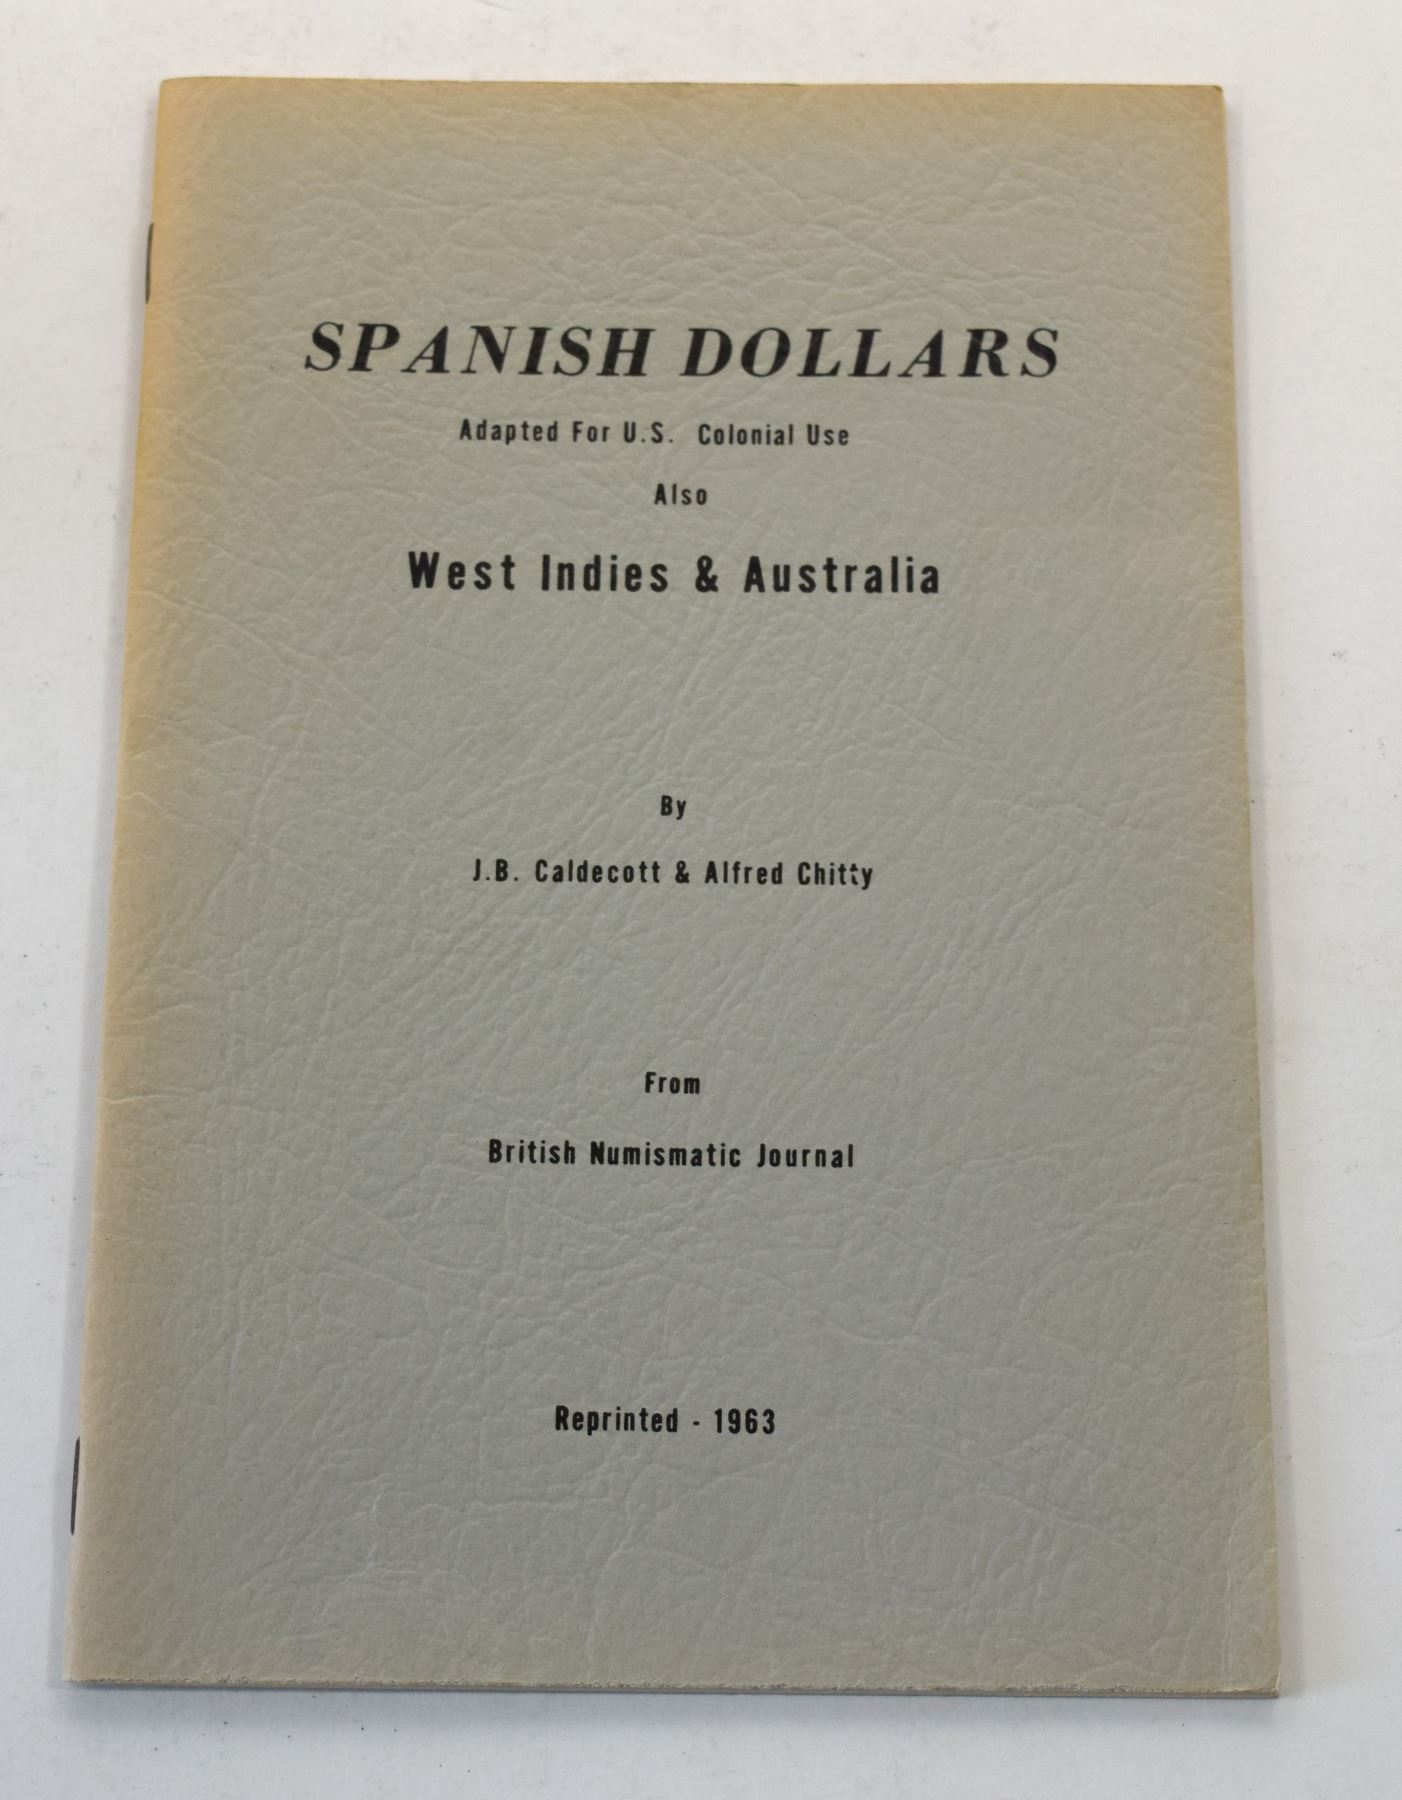 SPANISH DOLLARS
Adapted For U.S. Colonial Use
Also
West Indies & Australia
By
J.B. Caldecott & Alfred Chitty
From
British Numismatic Journal
Reprinted - 1963